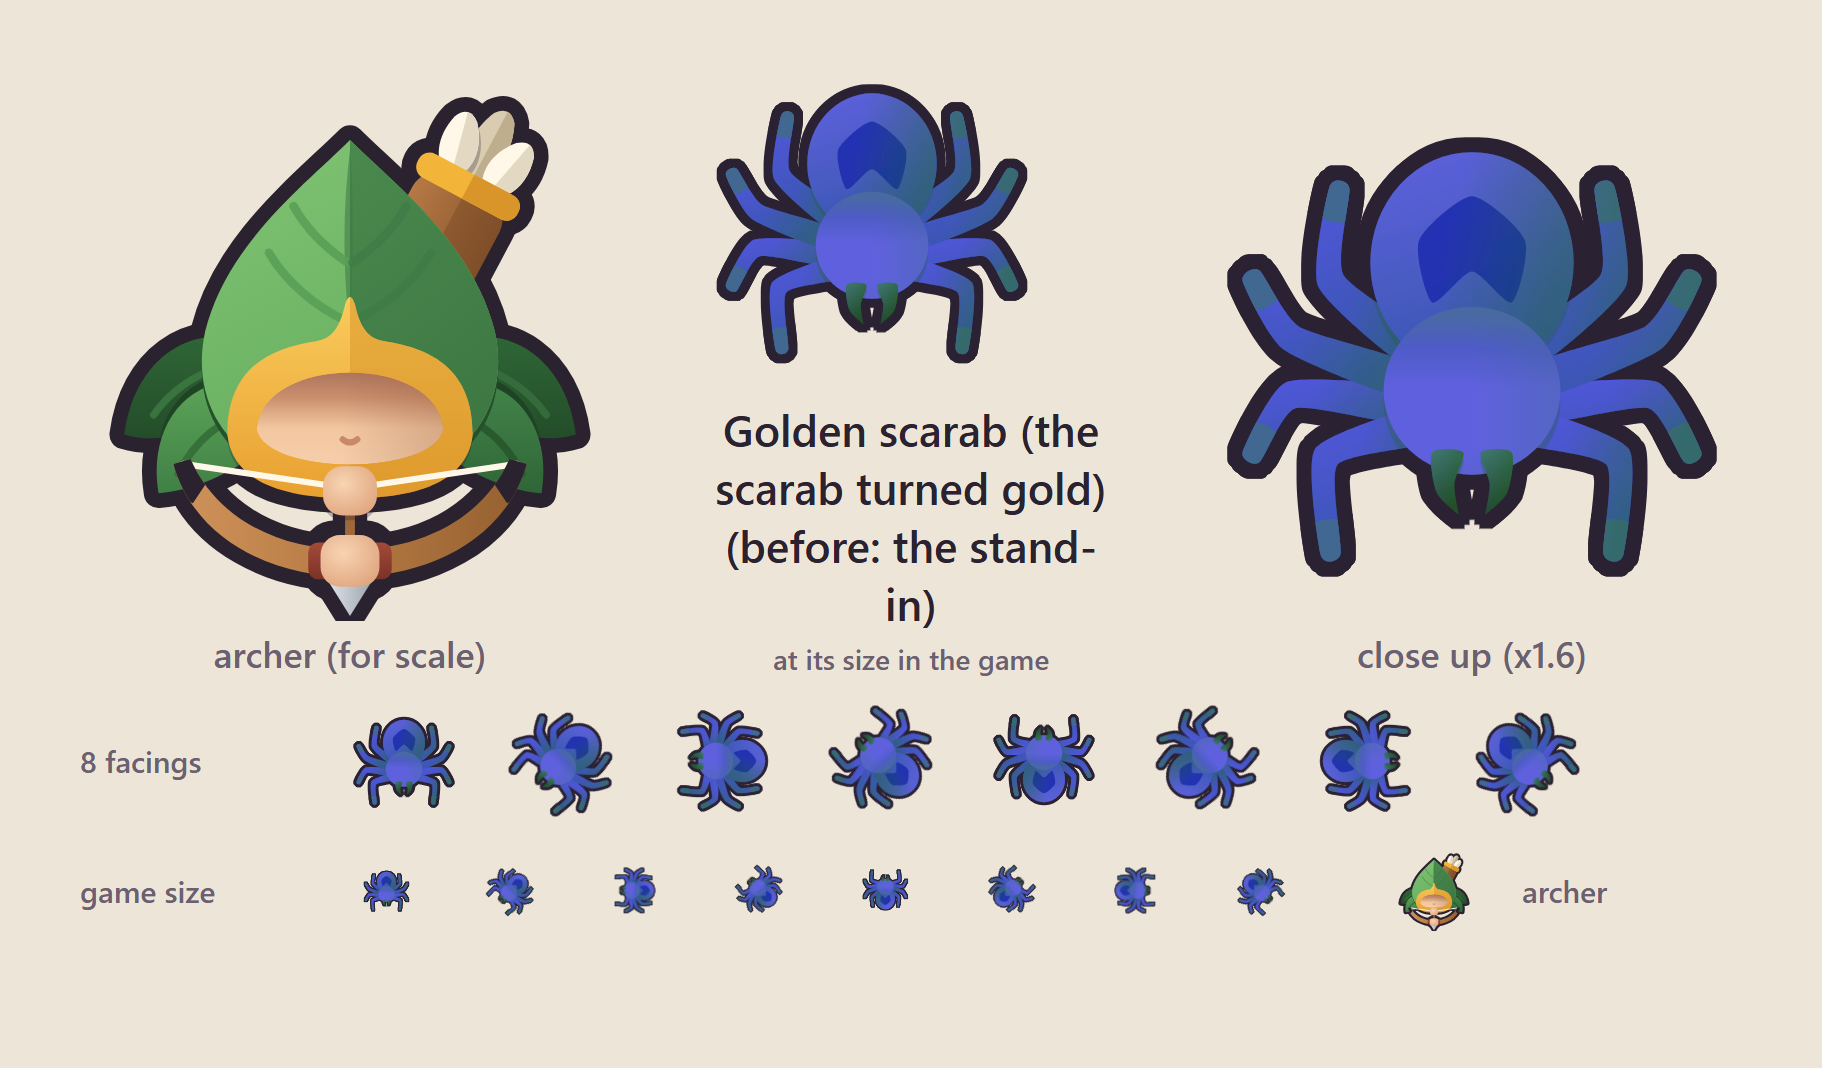 Golden scarab (the
scarab turned gold)
(before: the stand-
in)
archer (for scale)
at its size in the game
close up (x1.6)
8 facings
game size
archer